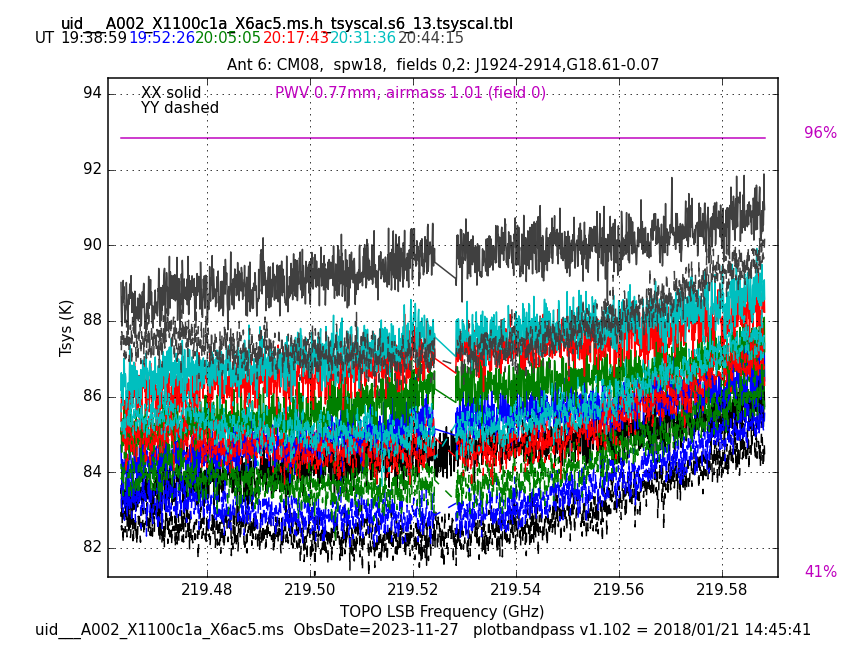 uid___A002_X1100c1a_X6ac5.ms.h_tsyscal.s6_13.tsyscal.tbl
UT 19:38:59 19:52:26 20:05:05 20:17:43 20:31:36 20:44:15
Ant 6: CM08,  spw18,  fields 0,2: J1924-2914,G18.61-0.07
XX solid
YY dashed
PWV 0.77mm, airmass 1.01 (field 0)
96%
41%
94
92
90
88
86
84
82
Tsys (K)
219.48 219.50 219.52 219.54 219.56 219.58
TOPO LSB Frequency (GHz)
uid___A002_X1100c1a_X6ac5.ms  ObsDate=2023-11-27   plotbandpass v1.102 = 2018/01/21 14:45:41